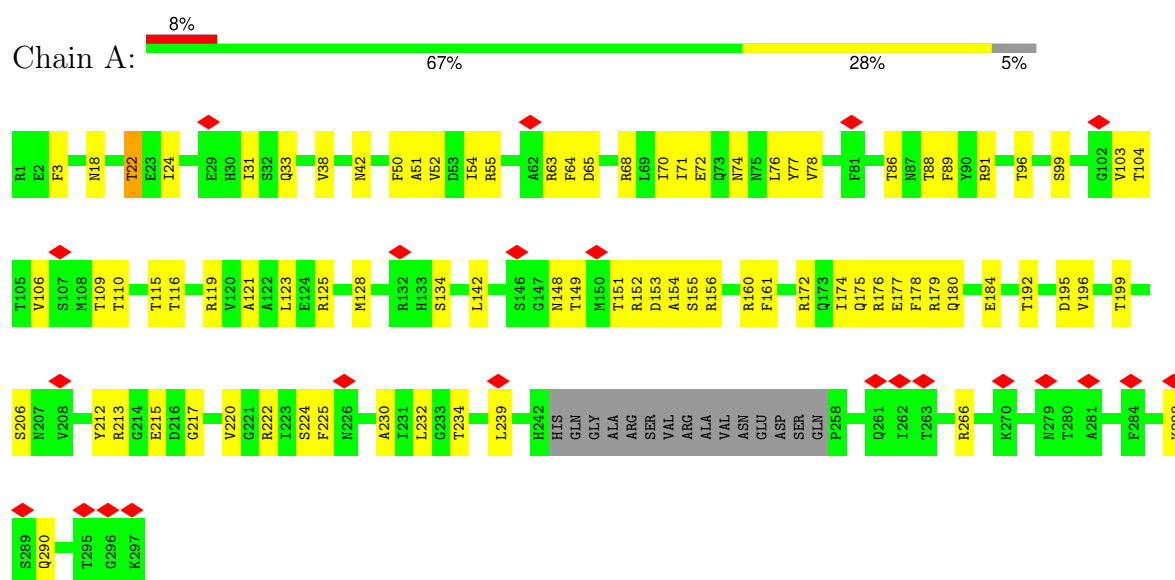 8%
Chain A:
67% 28% 5%
R1 E2 F3 N18 T22 E23 I24 E29 H30 I31 S32 Q33 V38 N42 F50 A51 V52 D53 I54 R55 A62 R63 F64 D65 R68 L69 I70 I71 E72 Q73 N74 N75 L76 Y77 V78 F81 T86 N87 T88 F89 Y90 R91 T96 S99 G102 V103 T104
T105 V106 S107 M108 T109 T110 T115 T116 R119 V120 A121 A122 L123 E124 R125 M128 R132 H133 S134 L142 S146 G147 N148 T149 M150 T151 R152 D153 A154 S155 R156 R160 F161 R172 Q173 I174 Q175 R176 E177 F178 R179 Q180 E184 T192 D195 V196 T199
S206 N207 V208 Y212 R213 G214 E215 D216 G217 V220 G221 R222 I223 S224 F225 N226 A230 I231 L232 G233 T234 L239 H242 HIS GLN GLY ALA ARG SER VAL ARG ALA VAL ASN GLU ASP SER GLN P258 Q261 I262 T263 R266 K270 N279 T280 A281 F284
S289 Q290 T295 G296 K297